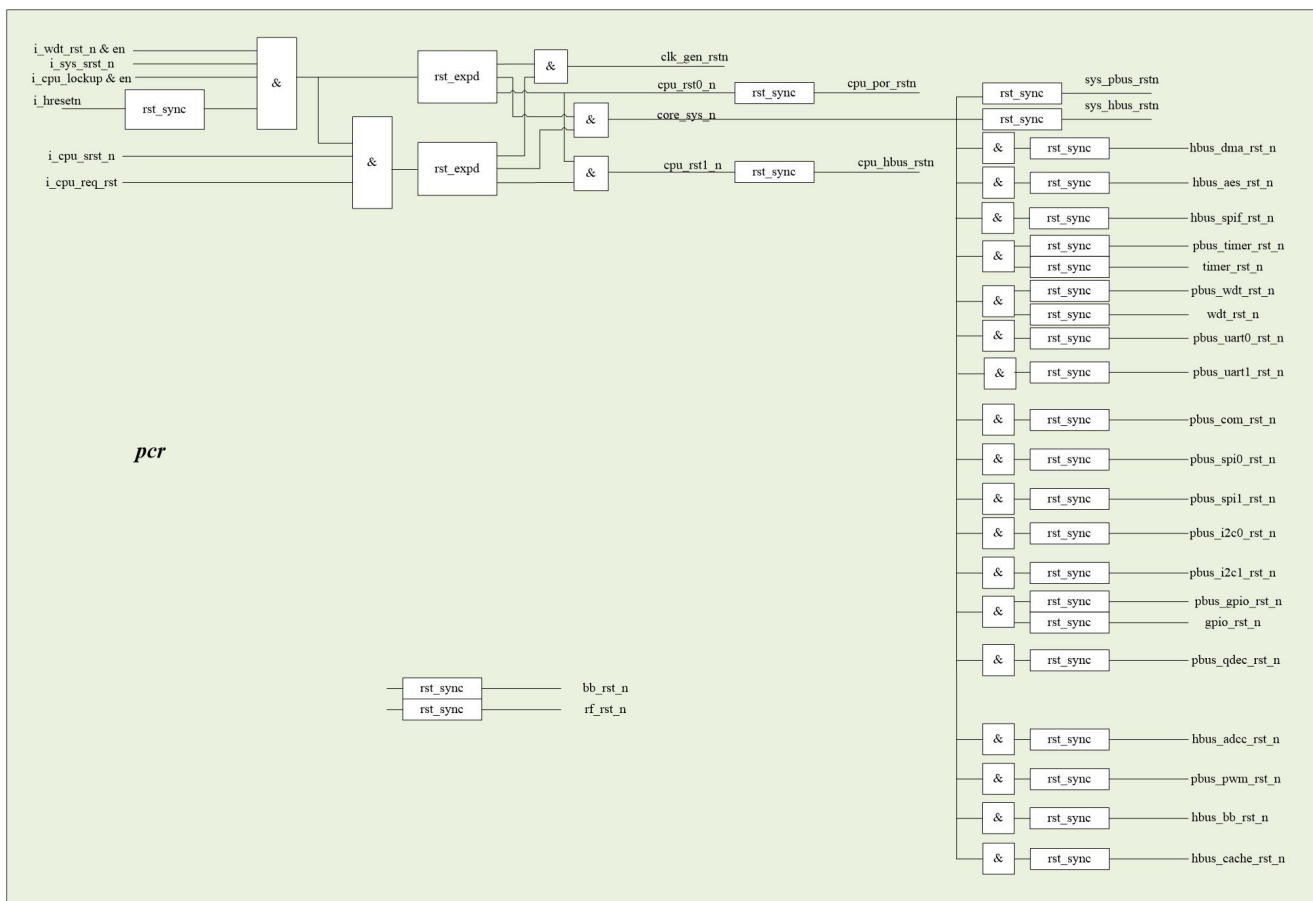 i_wdt_rst_n & en
i_sys_srst_n
i_cpu_lockup & en
i_hresetn
rst_sync
&
i_cpu_srst_n
i_cpu_req_rst
&
rst_expd
rst_expd
&
clk_gen_rstn
cpu_rst0_n
rst_sync
cpu_por_rstn
&
core_sys_n
&
cpu_rst1_n
rst_sync
cpu_hbus_rstn
rst_sync
sys_pbus_rstn
rst_sync
sys_hbus_rstn
& rst_sync hbus_dma_rst_n
& rst_sync hbus_aes_rst_n
& rst_sync hbus_spif_rst_n
& rst_sync pbus_timer_rst_n
rst_sync timer_rst_n
& rst_sync pbus_wdt_rst_n
rst_sync wdt_rst_n
& rst_sync pbus_uart0_rst_n
& rst_sync pbus_uart1_rst_n
& rst_sync pbus_com_rst_n
& rst_sync pbus_spi0_rst_n
& rst_sync pbus_spi1_rst_n
& rst_sync pbus_i2c0_rst_n
& rst_sync pbus_i2c1_rst_n
& rst_sync pbus_gpio_rst_n
rst_sync gpio_rst_n
& rst_sync pbus_qdec_rst_n
& rst_sync hbus_adcc_rst_n
& rst_sync pbus_pwm_rst_n
& rst_sync hbus_bb_rst_n
& rst_sync hbus_cache_rst_n
pcr
rst_sync bb_rst_n
rst_sync rf_rst_n